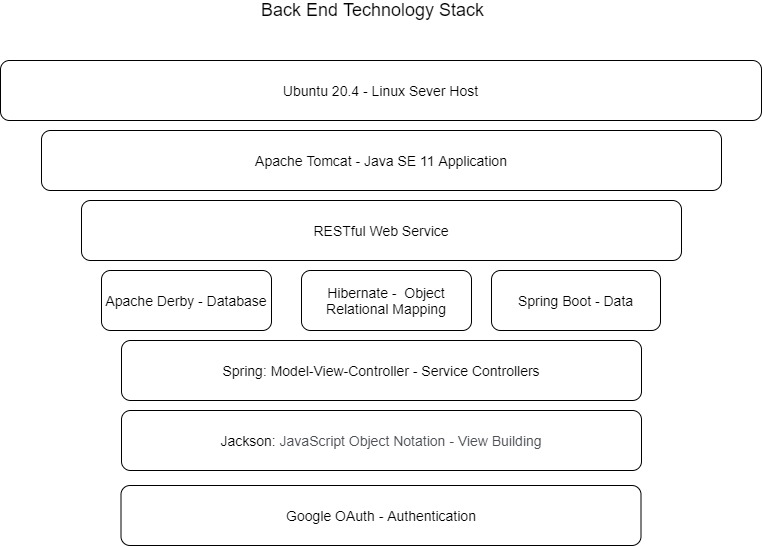 Back End Technology Stack
Ubuntu 20.4 - Linux Sever Host
Apache Tomcat - Java SE 11 Application
RESTful Web Service
Apache Derby - Database
Hibernate -  Object
Relational Mapping
Spring Boot - Data
Spring: Model-View-Controller - Service Controllers
Jackson: JavaScript Object Notation - View Building
Google OAuth - Authentication